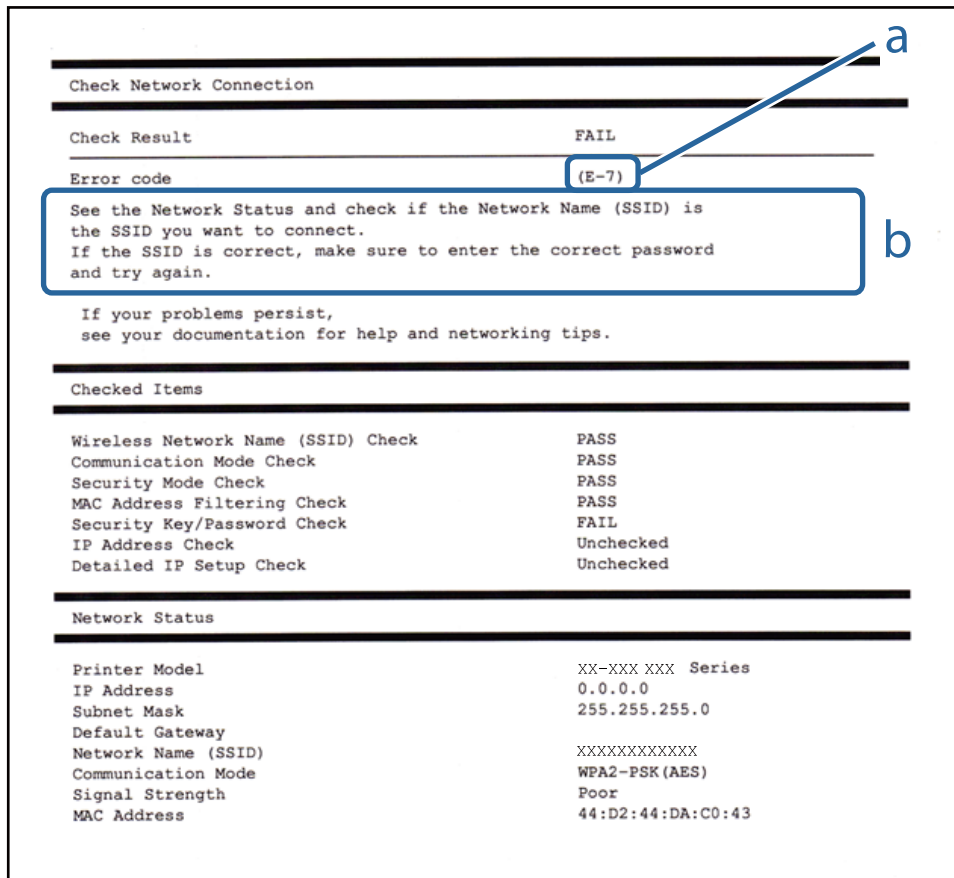 a
Check Network Connection
Check Result FAIL
Error code (E-7)
See the Network Status and check if the Network Name (SSID) is
the SSID you want to connect.
If the SSID is correct, make sure to enter the correct password
and try again.
b
If your problems persist,
see your documentation for help and networking tips.
Checked Items
Wireless Network Name (SSID) Check PASS
Communication Mode Check PASS
Security Mode Check PASS
MAC Address Filtering Check PASS
Security Key/Password Check FAIL
IP Address Check Unchecked
Detailed IP Setup Check Unchecked
Network Status
Printer Model XX-XXX XXX Series
IP Address 0.0.0.0
Subnet Mask 255.255.255.0
Default Gateway
Network Name (SSID) XXXXXXXXXXXX
Communication Mode WPA2-PSK(AES)
Signal Strength Poor
MAC Address 44:D2:44:DA:C0:43